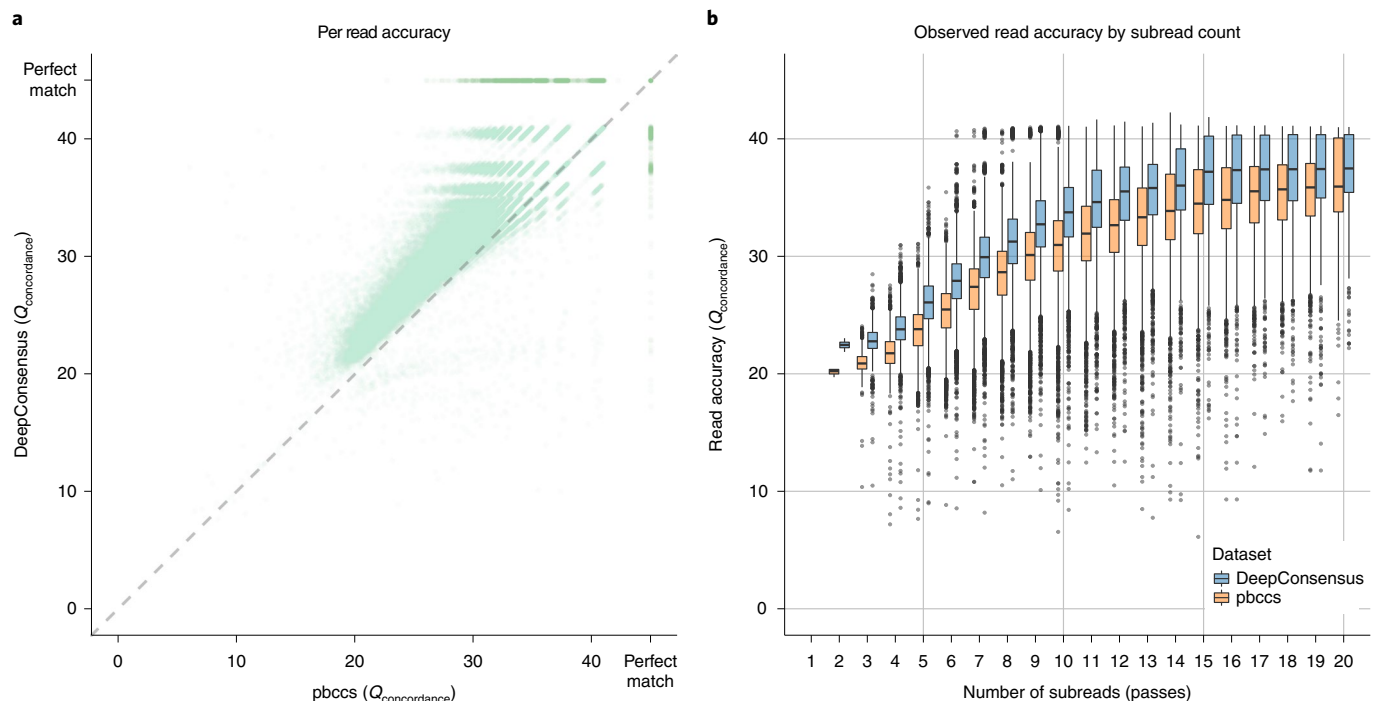 a
Per read accuracy
Perfect
match
40
30
20
10
0
DeepConsensus (Qconcordance)
0 10 20 30 40 Perfect
match
pbccs (Qconcordance)
b
Observed read accuracy by subread count
40
30
20
10
0
Read accuracy (Qconcordance)
Dataset
DeepConsensus
pbccs
1 2 3 4 5 6 7 8 9 10 11 12 13 14 15 16 17 18 19 20
Number of subreads (passes)